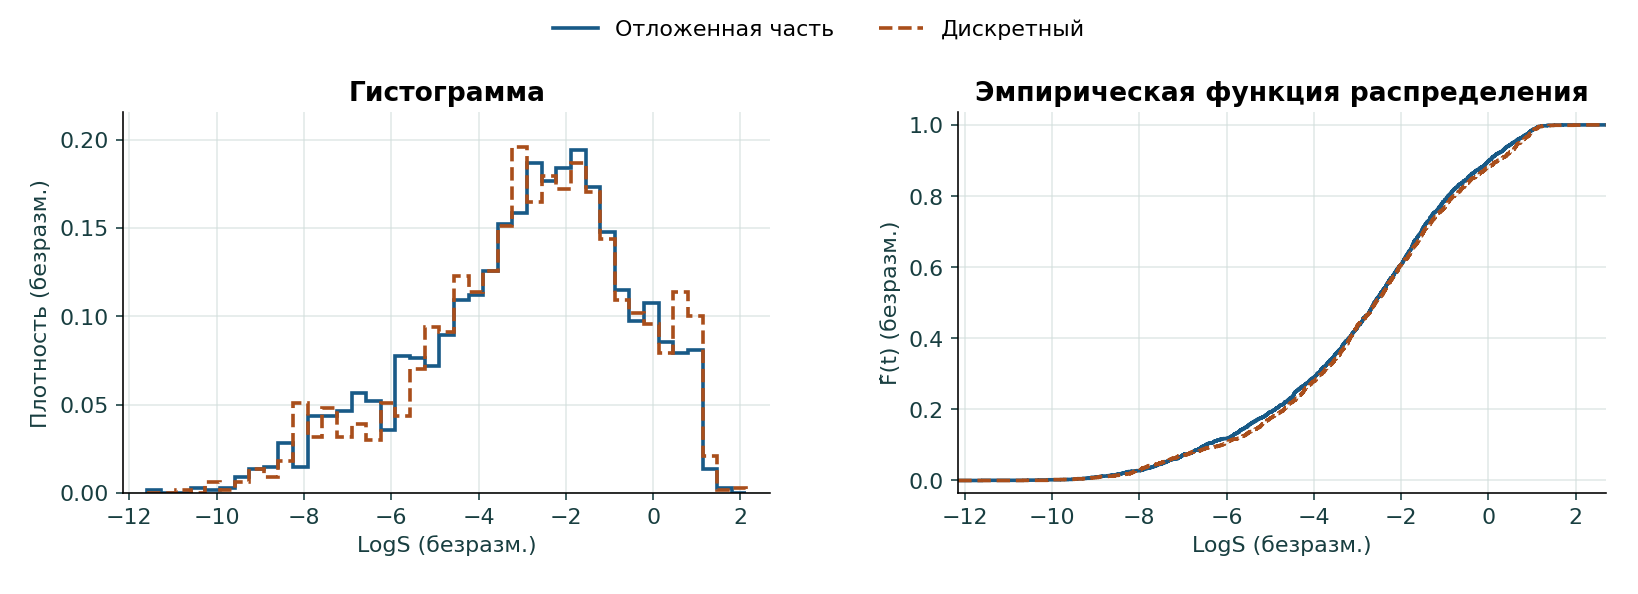 Отложенная часть Дискретный
Гистограмма
Плотность (безразм.)
0.20
0.15
0.10
0.05
0.00
−12 −10 −8 −6 −4 −2 0 2
LogS (безразм.)
Эмпирическая функция распределения
F̂(t) (безразм.)
1.0
0.8
0.6
0.4
0.2
0.0
−12 −10 −8 −6 −4 −2 0 2
LogS (безразм.)